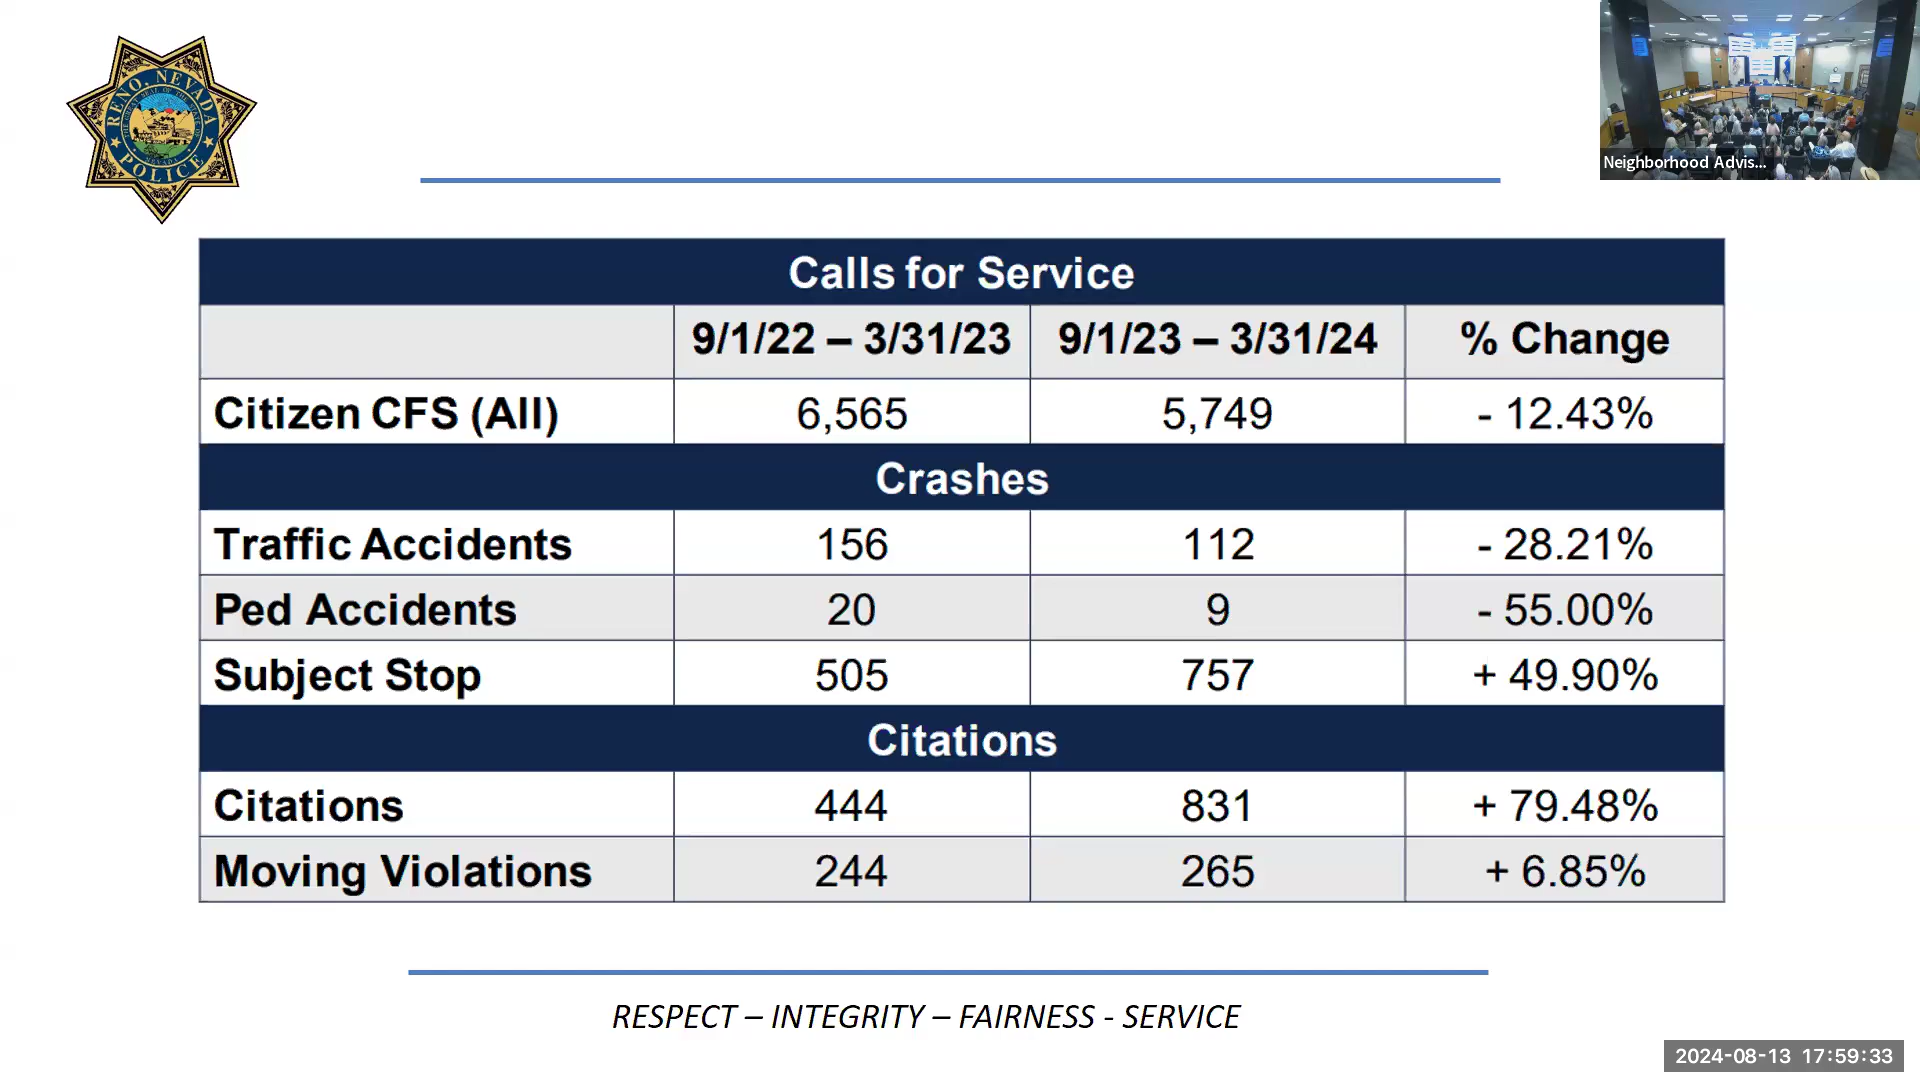 RENO, NEVADA
POLICE
Neighborhood Advis...
Calls for Service
9/1/22 – 3/31/23 9/1/23 – 3/31/24 % Change
Citizen CFS (All) 6,565 5,749 - 12.43%
Crashes
Traffic Accidents 156 112 - 28.21%
Ped Accidents 20 9 - 55.00%
Subject Stop 505 757 + 49.90%
Citations
Citations 444 831 + 79.48%
Moving Violations 244 265 + 6.85%
RESPECT – INTEGRITY – FAIRNESS - SERVICE
2024-08-13 17:59:33